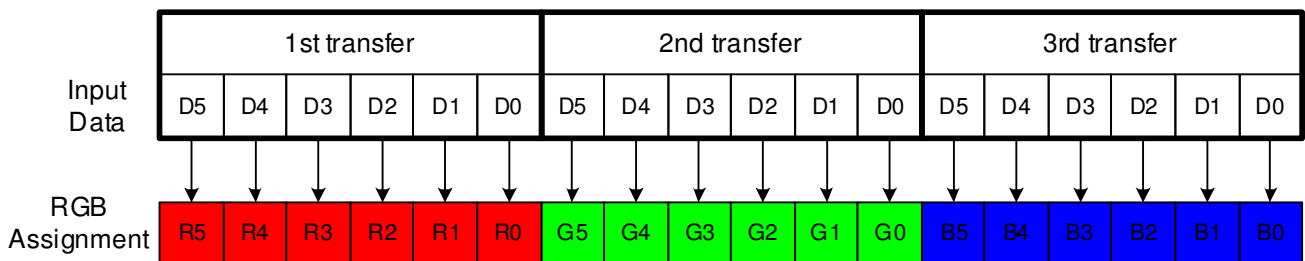 1st transfer 2nd transfer 3rd transfer
Input Data D5 D4 D3 D2 D1 D0 D5 D4 D3 D2 D1 D0 D5 D4 D3 D2 D1 D0
RGB Assignment R5 R4 R3 R2 R1 R0 G5 G4 G3 G2 G1 G0 B5 B4 B3 B2 B1 B0